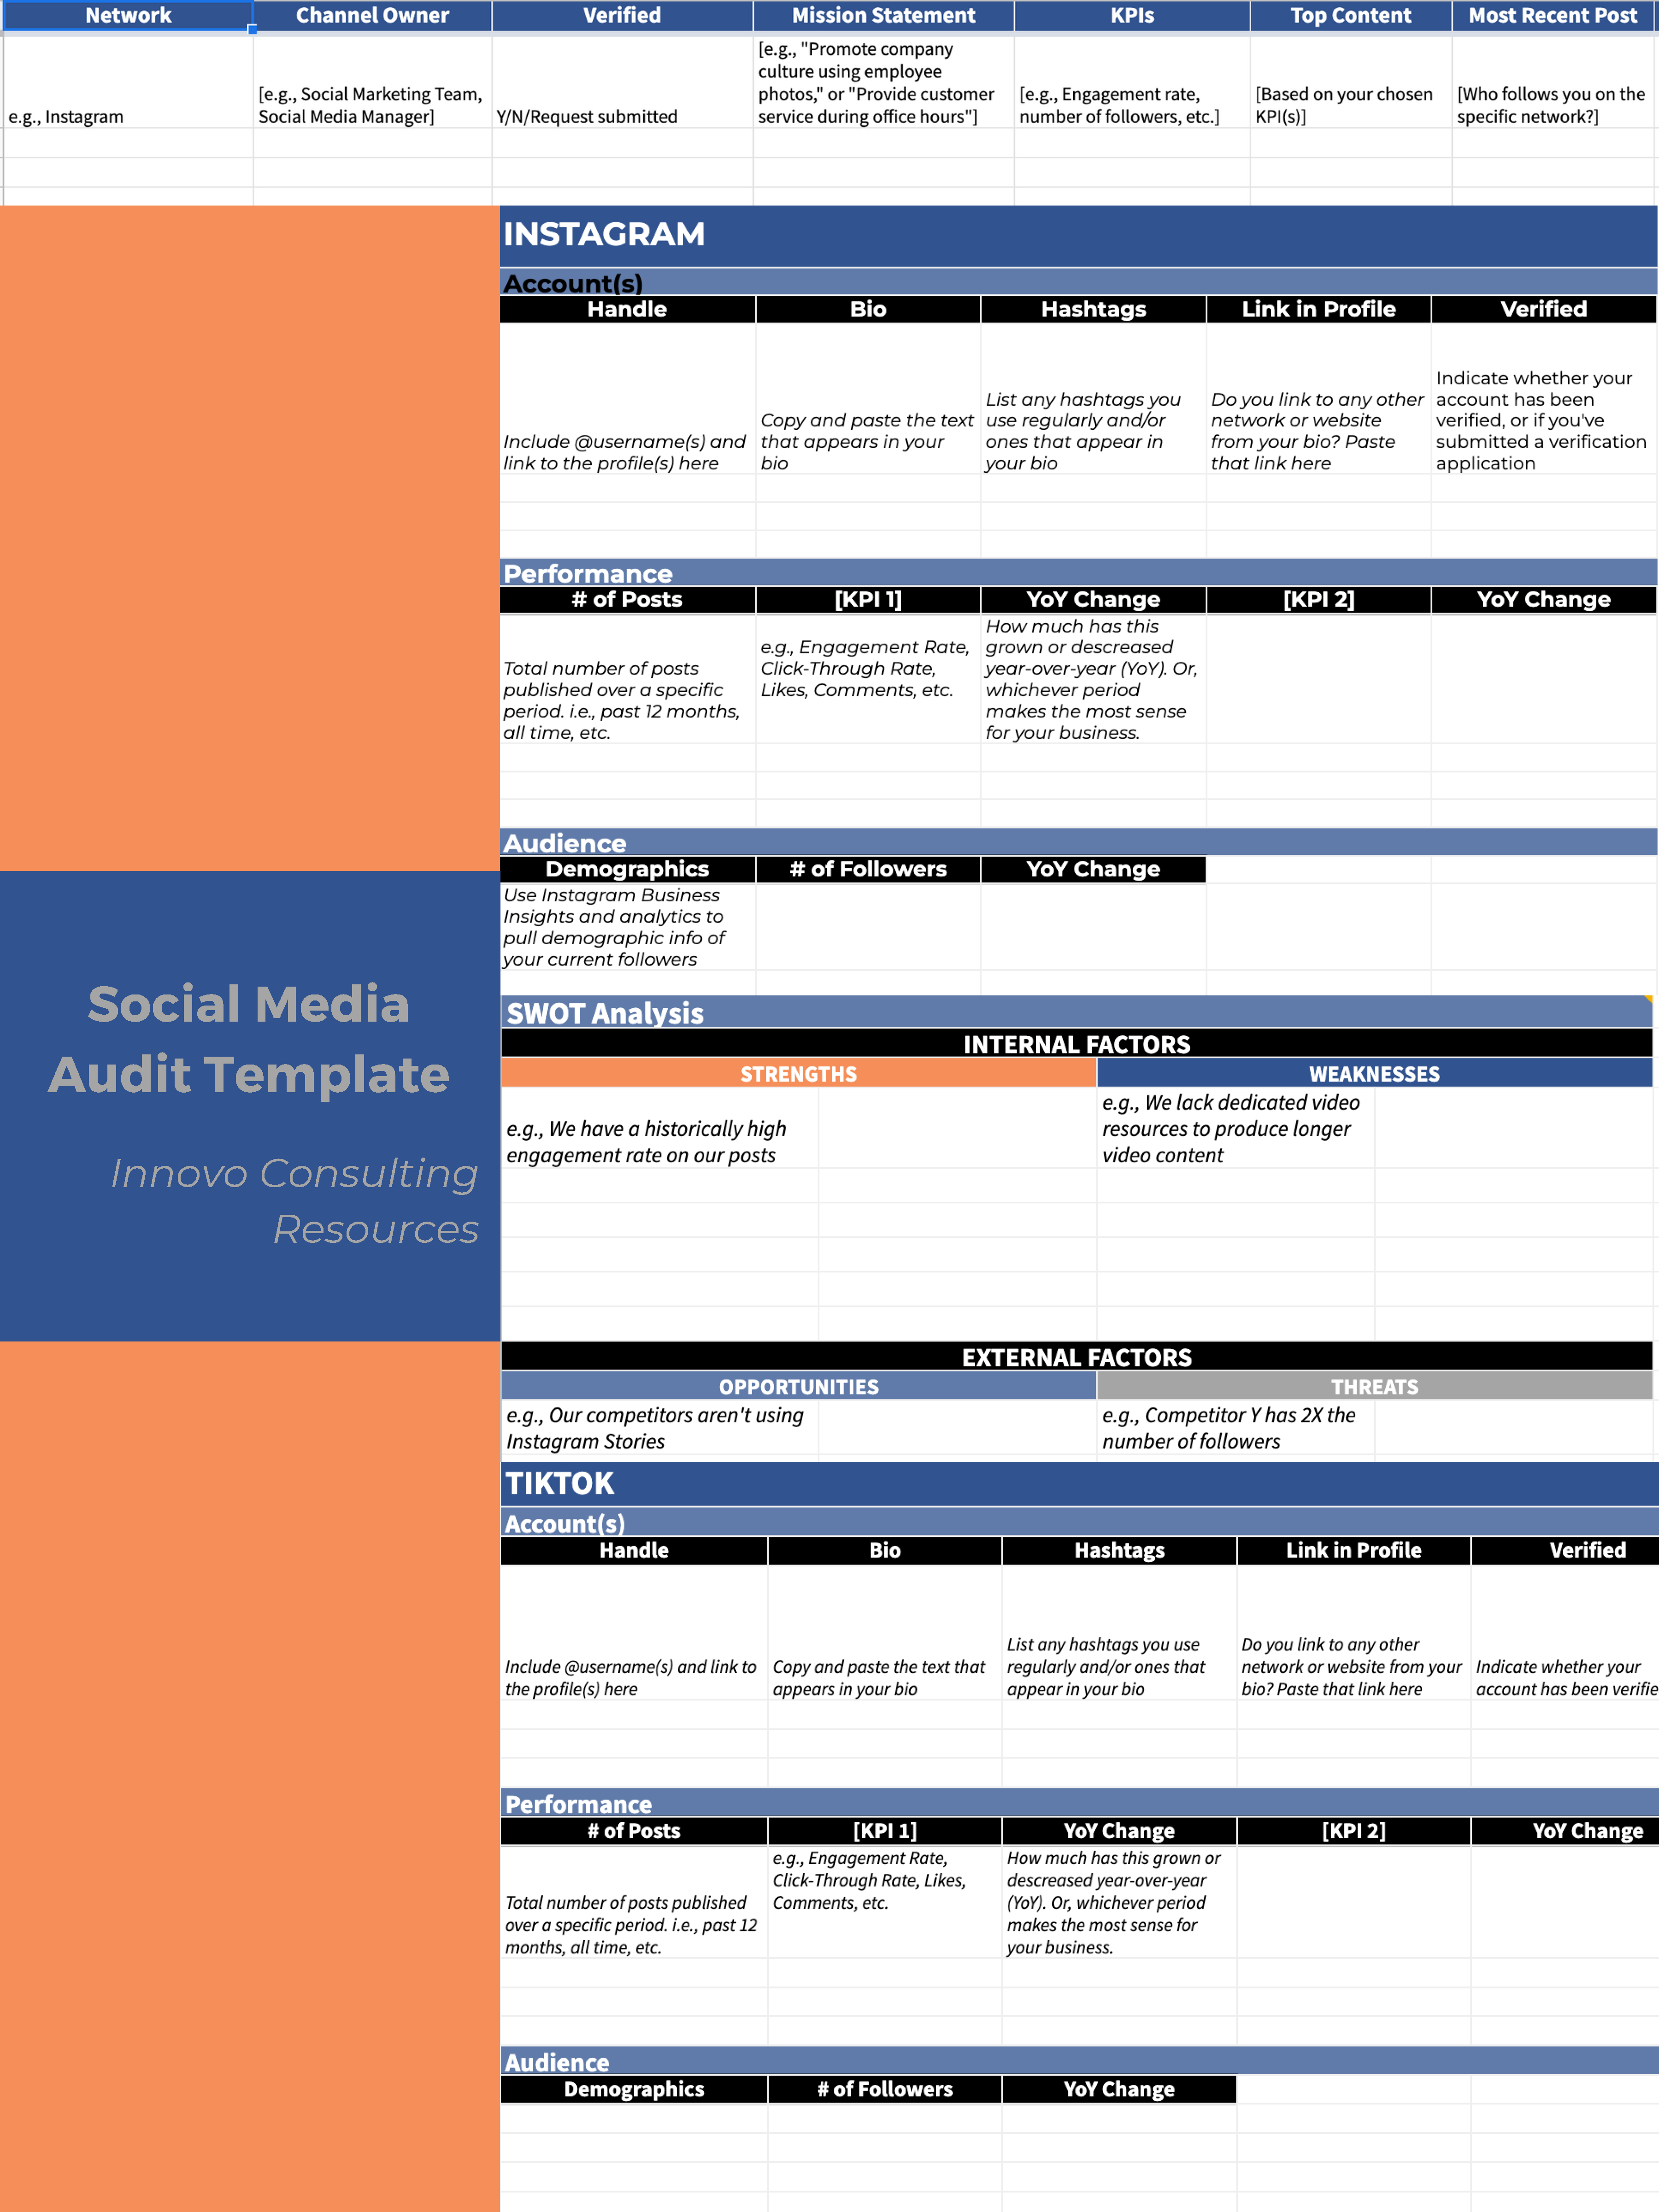 Network Channel Owner Verified Mission Statement KPIs Top Content Most Recent Post
e.g., Instagram
[e.g., Social Marketing Team,
Social Media Manager]
Y/N/Request submitted
[e.g., "Promote company
culture using employee
photos," or "Provide customer
service during office hours"]
[e.g., Engagement rate,
number of followers, etc.]
[Based on your chosen
KPI(s)]
[Who follows you on the
specific network?]
Social Media
Audit Template
Innovo Consulting
Resources
INSTAGRAM
Account(s)
Handle Bio Hashtags Link in Profile Verified
Include @username(s) and
link to the profile(s) here
Copy and paste the text
that appears in your
bio
List any hashtags you
use regularly and/or
ones that appear in
your bio
Do you link to any other
network or website
from your bio? Paste
that link here
Indicate whether your
account has been
verified, or if you've
submitted a verification
application
Performance
# of Posts [KPI 1] YoY Change [KPI 2] YoY Change
Total number of posts
published over a specific
period. i.e., past 12 months,
all time, etc.
e.g., Engagement Rate,
Click-Through Rate,
Likes, Comments, etc.
How much has this
grown or descreased
year-over-year (YoY). Or,
whichever period
makes the most sense
for your business.
Audience
Demographics # of Followers YoY Change
Use Instagram Business
Insights and analytics to
pull demographic info of
your current followers
SWOT Analysis
INTERNAL FACTORS
STRENGTHS WEAKNESSES
e.g., We have a historically high
engagement rate on our posts
e.g., We lack dedicated video
resources to produce longer
video content
EXTERNAL FACTORS
OPPORTUNITIES THREATS
e.g., Our competitors aren't using
Instagram Stories
e.g., Competitor Y has 2X the
number of followers
TIKTOK
Account(s)
Handle Bio Hashtags Link in Profile Verified
Include @username(s) and link to
the profile(s) here
Copy and paste the text that
appears in your bio
List any hashtags you use
regularly and/or ones that
appear in your bio
Do you link to any other
network or website from your
bio? Paste that link here
Indicate whether your
account has been verifie
Performance
# of Posts [KPI 1] YoY Change [KPI 2] YoY Change
Total number of posts published
over a specific period. i.e., past 12
months, all time, etc.
e.g., Engagement Rate,
Click-Through Rate, Likes,
Comments, etc.
How much has this grown or
descreased year-over-year
(YoY). Or, whichever period
makes the most sense for
your business.
Audience
Demographics # of Followers YoY Change